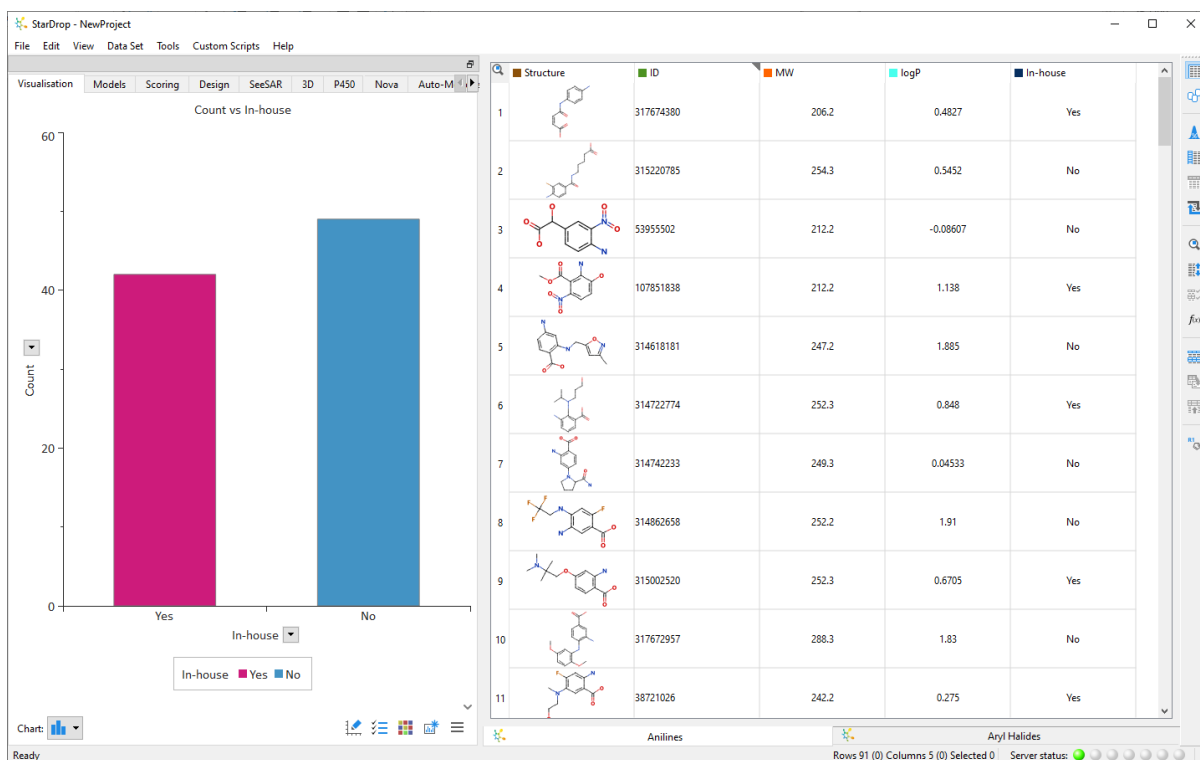 StarDrop - NewProject
File Edit View Data Set Tools Custom Scripts Help
Visualisation Models Scoring Design SeeSAR 3D P450 Nova Auto-M
Count vs In-house
60
40
20
0
Count
Yes No
In-house
In-house Yes No
Chart:
Structure ID MW logP In-house
1 317674380 206.2 0.4827 Yes
2 315220785 254.3 0.5452 No
3 53955502 212.2 -0.08607 No
4 107851838 212.2 1.138 Yes
5 314618181 247.2 1.885 No
6 314722774 252.3 0.848 Yes
7 314742233 249.3 0.04533 No
8 314862658 252.2 1.91 No
9 315002520 252.3 0.6705 Yes
10 317672957 288.3 1.83 No
11 38721026 242.2 0.275 Yes
Anilines Aryl Halides
Ready Rows 91 (0) Columns 5 (0) Selected 0 Server status: